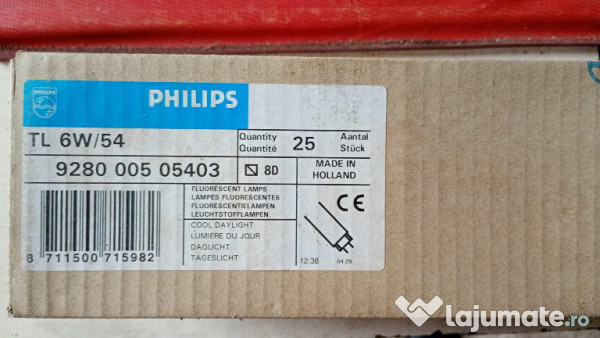 PHILIPS
PHILIPS
TL 6W/54
Quantity
Quantité
25
Aantal
Stück
9280 005 05403
8D
MADE IN
HOLLAND
FLUORESCENT LAMPS
LAMPES FLUORESCENTES
FLUORESCENTIELAMPEN
LEUCHTSTOFFLAMPEN
COOL DAYLIGHT
LUMIERE DU JOUR
DAGLICHT
TAGESLICHT
CE
12:38
04.29
8 711500 715982
lajumate.ro